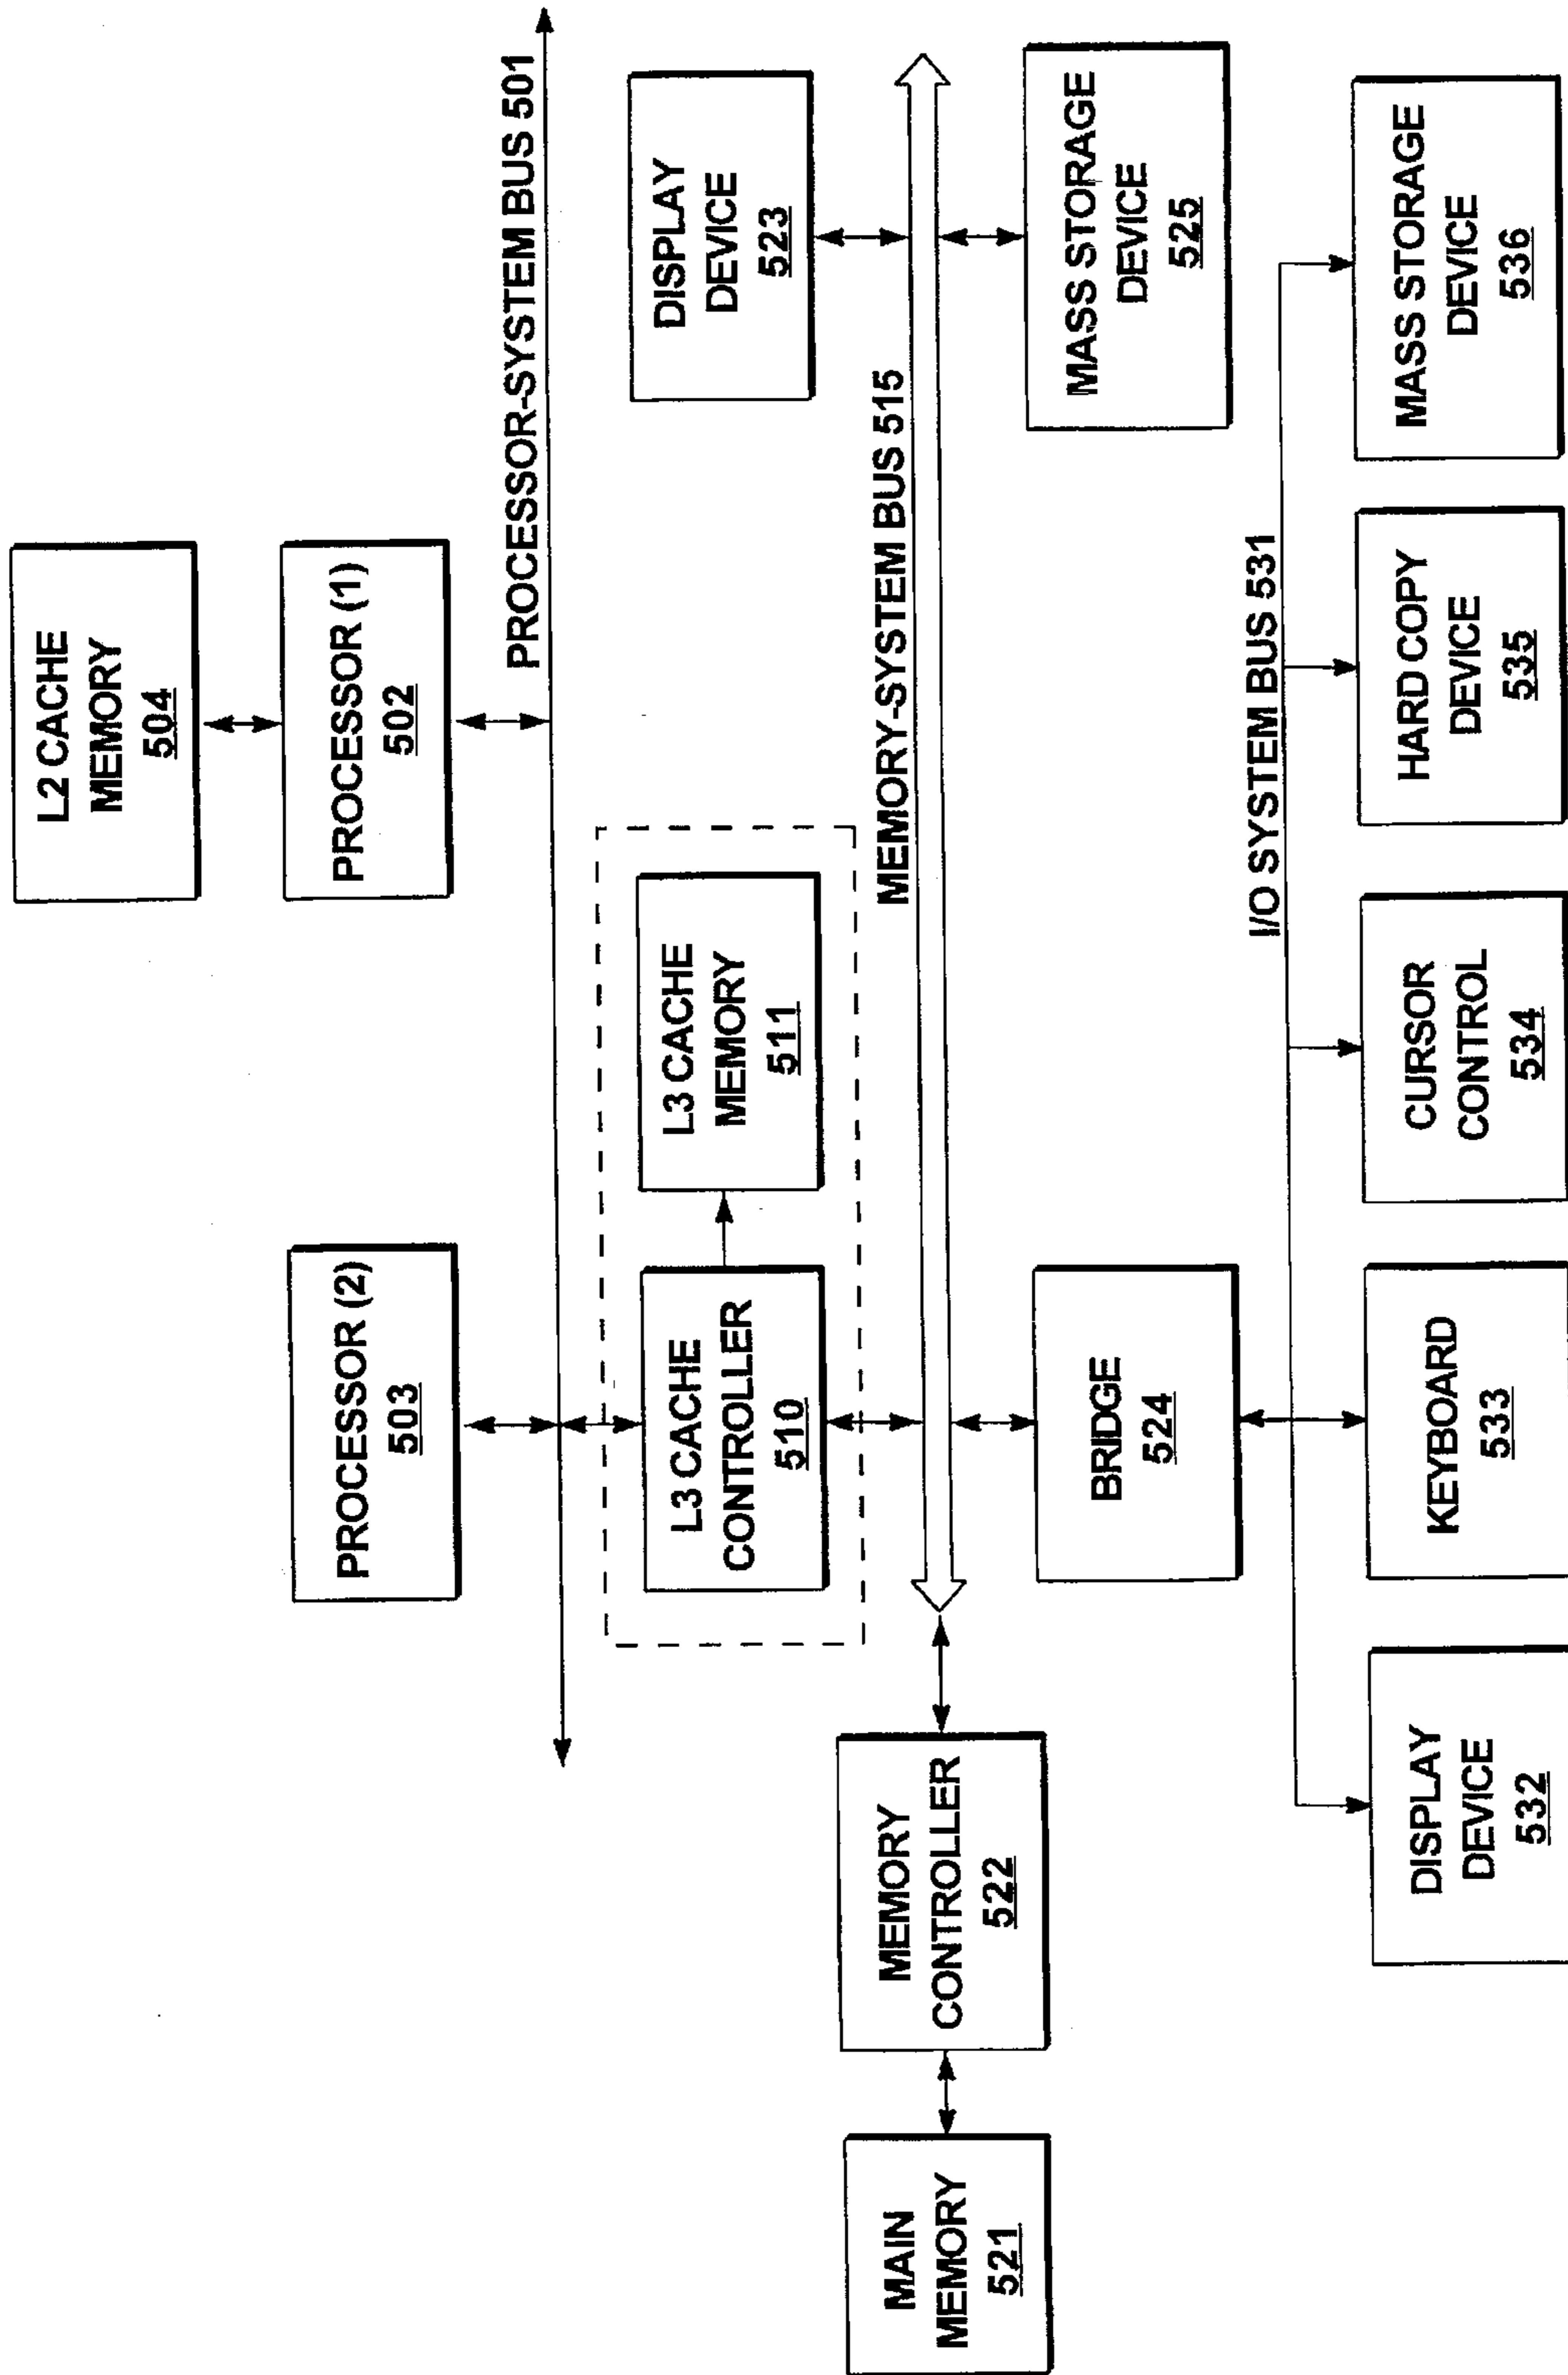 L2 CACHE
MEMORY
504
PROCESSOR (2)
503
PROCESSOR (1)
502
PROCESSOR-SYSTEM BUS 501
L3 CACHE
CONTROLLER
510
L3 CACHE
MEMORY
511
DISPLAY
DEVICE
523
MEMORY-SYSTEM BUS 515
MAIN
MEMORY
521
MEMORY
CONTROLLER
522
BRIDGE
524
MASS STORAGE
DEVICE
525
I/O SYSTEM BUS 531
DISPLAY
DEVICE
532
KEYBOARD
533
CURSOR
CONTROL
534
HARD COPY
DEVICE
535
MASS STORAGE
DEVICE
536